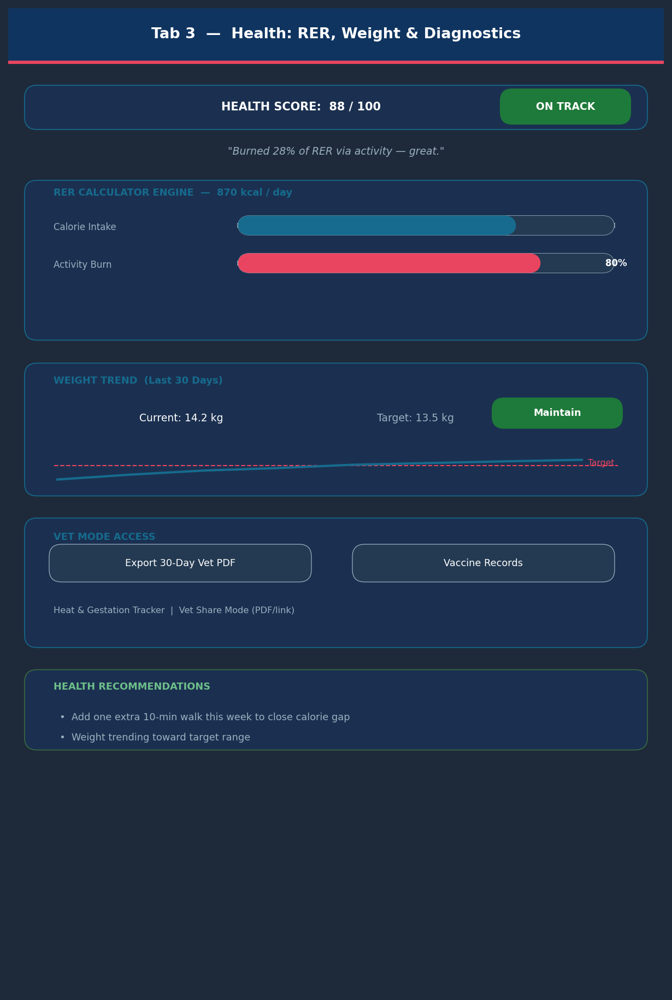 Tab 3 — Health: RER, Weight & Diagnostics
HEALTH SCORE: 88 / 100
ON TRACK
"Burned 28% of RER via activity — great."
RER CALCULATOR ENGINE — 870 kcal / day
Calorie Intake
Activity Burn
80%
WEIGHT TREND (Last 30 Days)
Current: 14.2 kg
Target: 13.5 kg
Maintain
Target
VET MODE ACCESS
Export 30-Day Vet PDF
Vaccine Records
Heat & Gestation Tracker | Vet Share Mode (PDF/link)
HEALTH RECOMMENDATIONS
• Add one extra 10-min walk this week to close calorie gap
• Weight trending toward target range